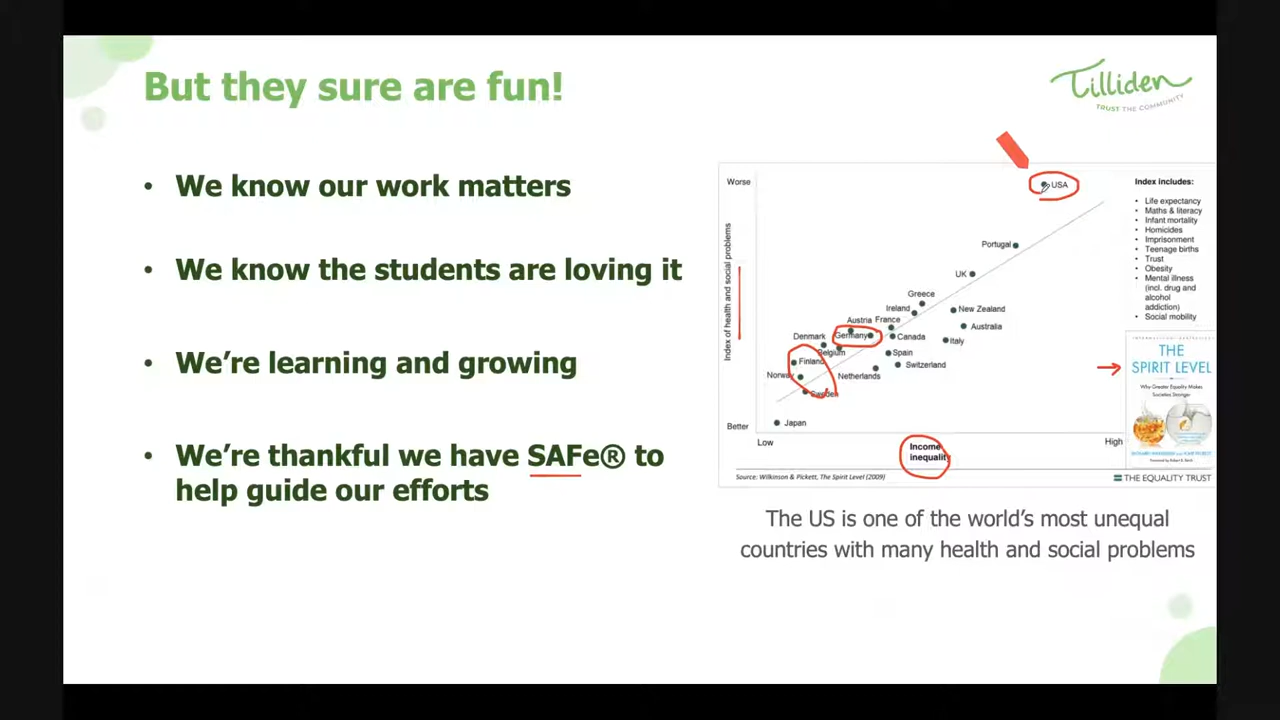 But they sure are fun!
Tilliden
TRUST THE COMMUNITY
• We know our work matters
• We know the students are loving it
• We're learning and growing
• We're thankful we have SAFe® to
help guide our efforts
Worse
Index of health and social problems
Better
USA
Portugal
UK
Greece
Ireland
New Zealand
Austria
France
Australia
Germany
Canada
Denmark
Italy
Belgium
Spain
Finland
Switzerland
Norway
Netherlands
Sweden
Japan
Low
Income
inequality
High
Index includes:
• Life expectancy
• Maths & literacy
• Infant mortality
• Homicides
• Imprisonment
• Teenage births
• Trust
• Obesity
• Mental illness
(incl. drug and
alcohol
addiction)
• Social mobility
THE
SPIRIT LEVEL
Why Greater Equality Makes
Societies Stronger
Source: Wilkinson & Pickett, The Spirit Level (2009)
THE EQUALITY TRUST
The US is one of the world's most unequal
countries with many health and social problems